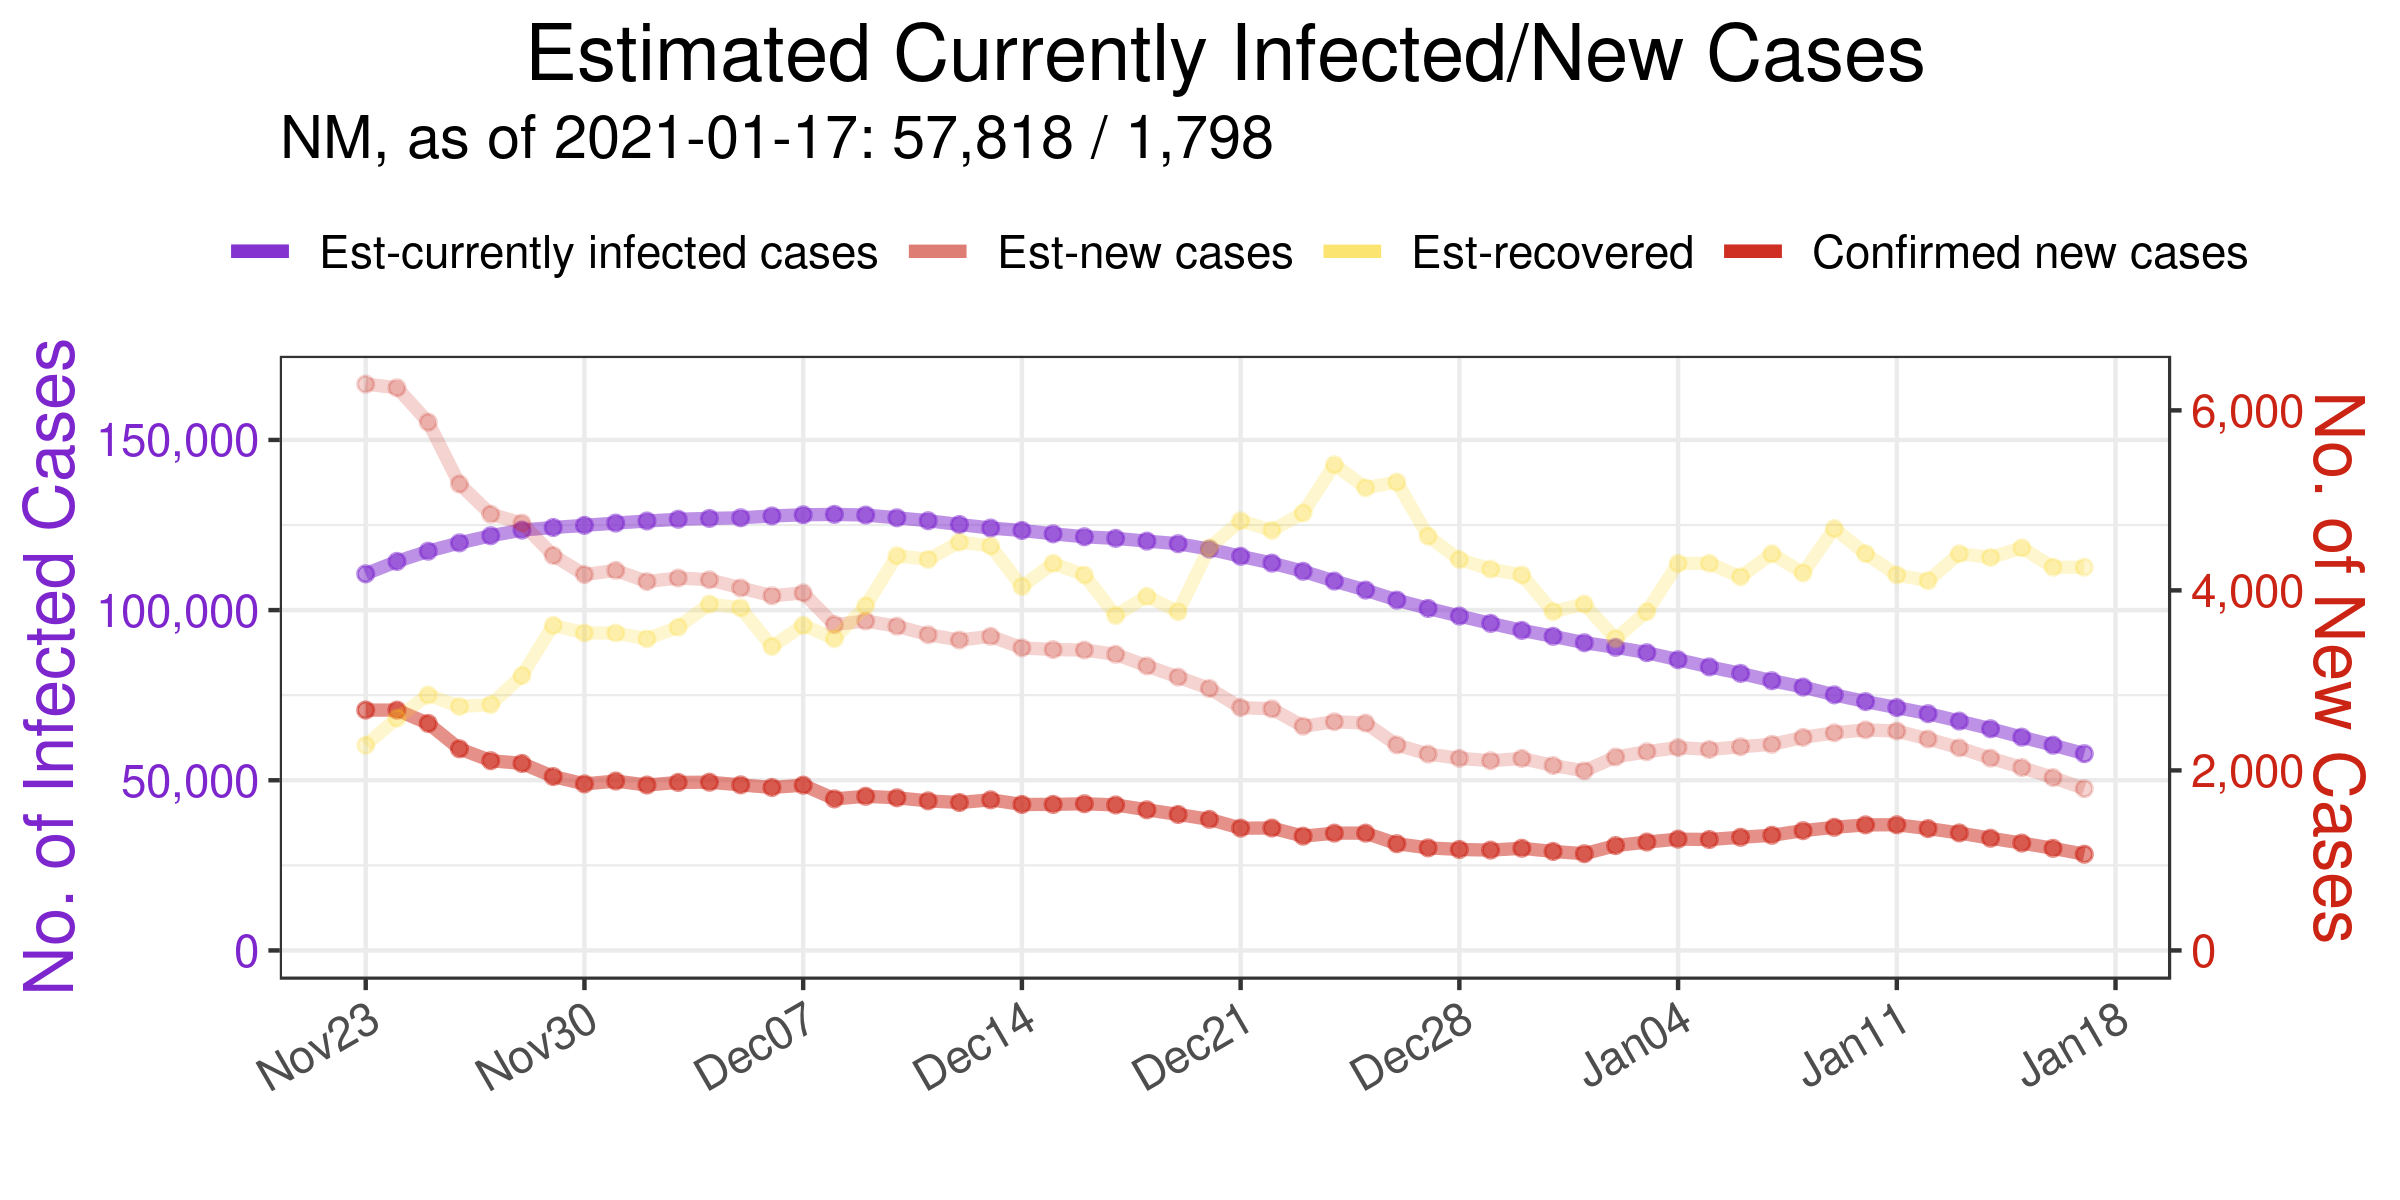 Estimated Currently Infected/New Cases
NM, as of 2021-01-17: 57,818 / 1,798
Est-currently infected cases Est-new cases Est-recovered Confirmed new cases
No. of Infected Cases
150,000
100,000
50,000
0
6,000
4,000
2,000
0
No. of New Cases
Nov23 Nov30 Dec07 Dec14 Dec21 Dec28 Jan04 Jan11 Jan18